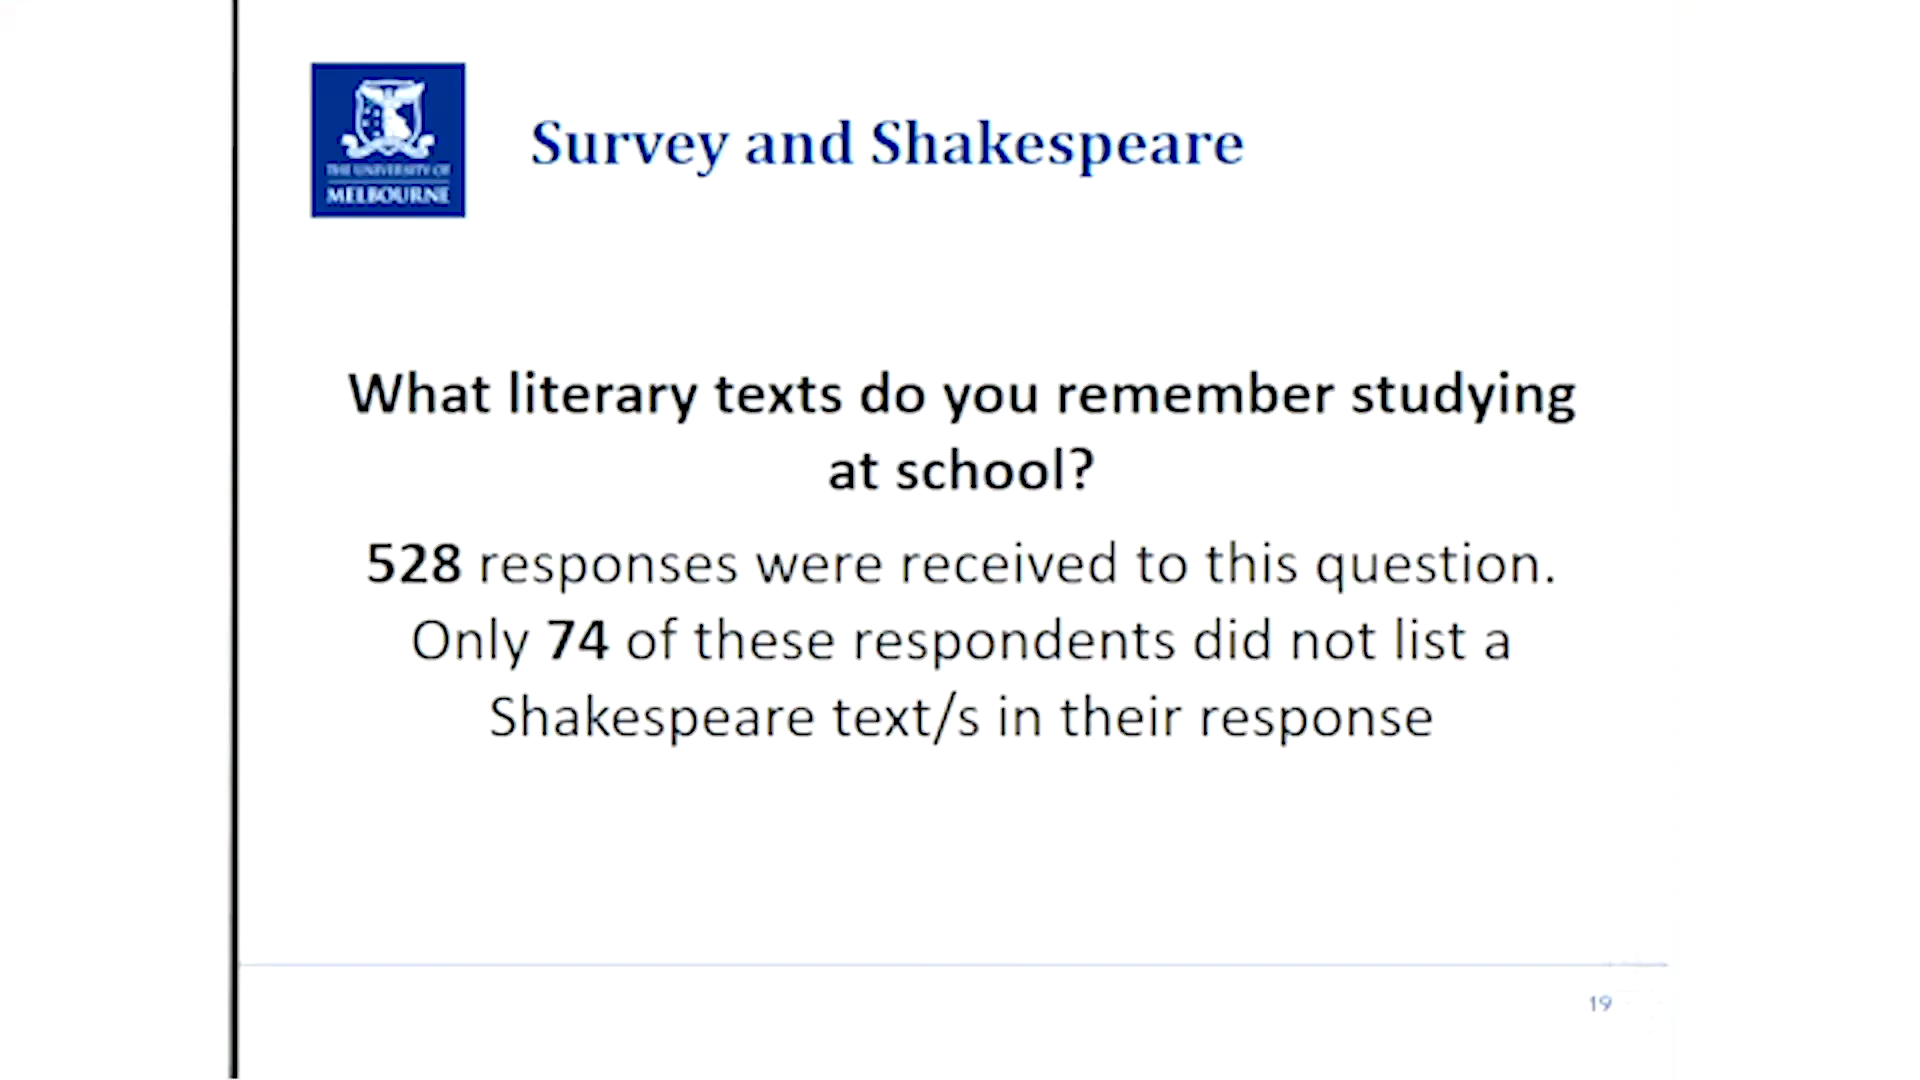 THE UNIVERSITY OF
MELBOURNE
Survey and Shakespeare
What literary texts do you remember studying
at school?
528 responses were received to this question.
Only 74 of these respondents did not list a
Shakespeare text/s in their response
19